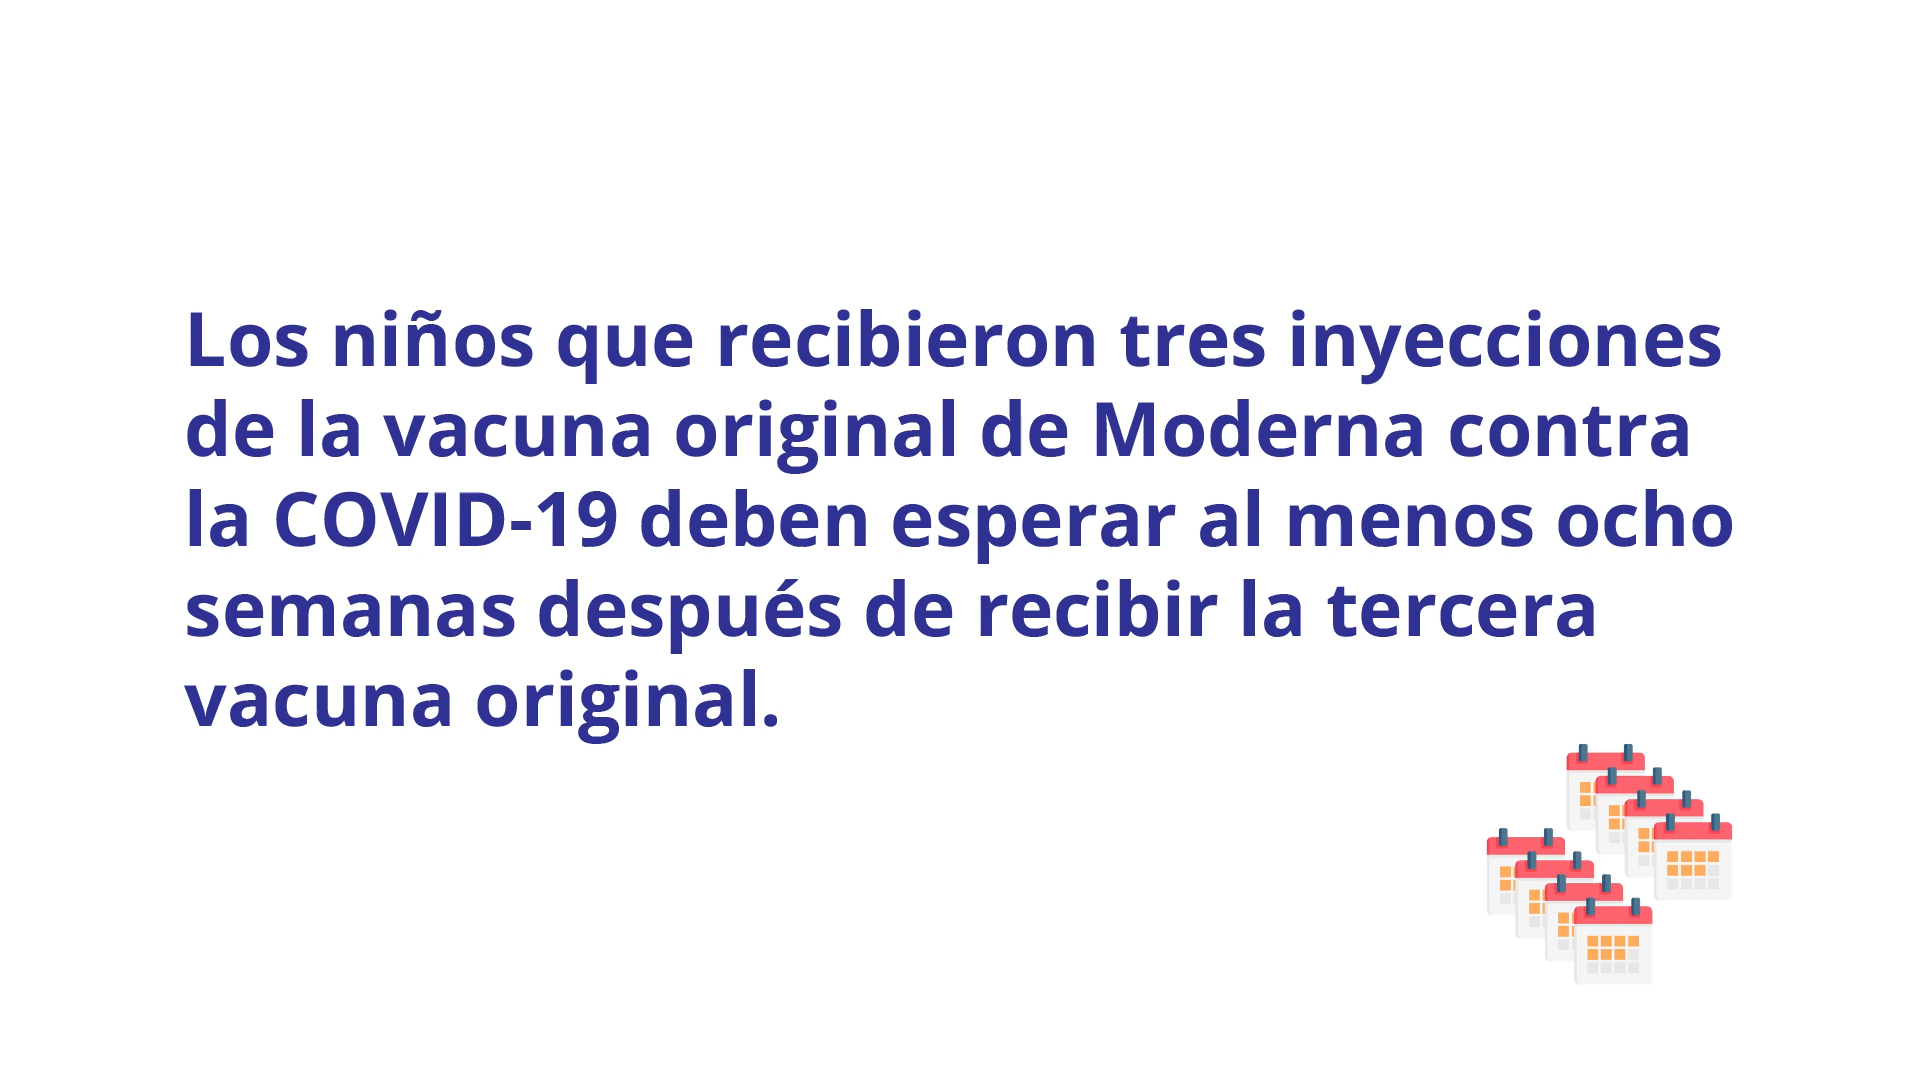 Los niños que recibieron tres inyecciones
de la vacuna original de Moderna contra
la COVID-19 deben esperar al menos ocho
semanas después de recibir la tercera
vacuna original.